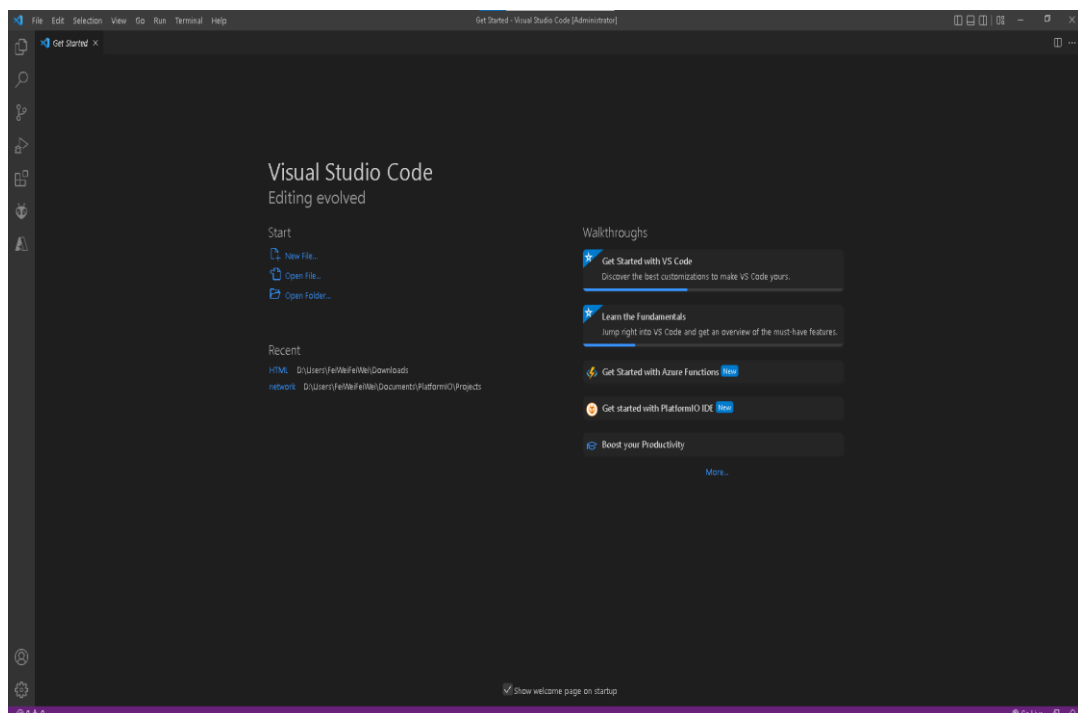 File Edit Selection View Go Run Terminal Help
Get Started - Visual Studio Code [Administrator]
Get Started
Visual Studio Code
Editing evolved
Start
New File...
Open File...
Open Folder...
Recent
HTML D:\Users\FeiWeiFeiWei\Downloads
network D:\Users\FeiWeiFeiWei\Documents\PlatformIO\Projects
Walkthroughs
Get Started with VS Code
Discover the best customizations to make VS Code yours.
Learn the Fundamentals
Jump right into VS Code and get an overview of the must-have features.
Get Started with Azure Functions New
Get started with PlatformIO IDE New
Boost your Productivity
More...
Show welcome page on startup